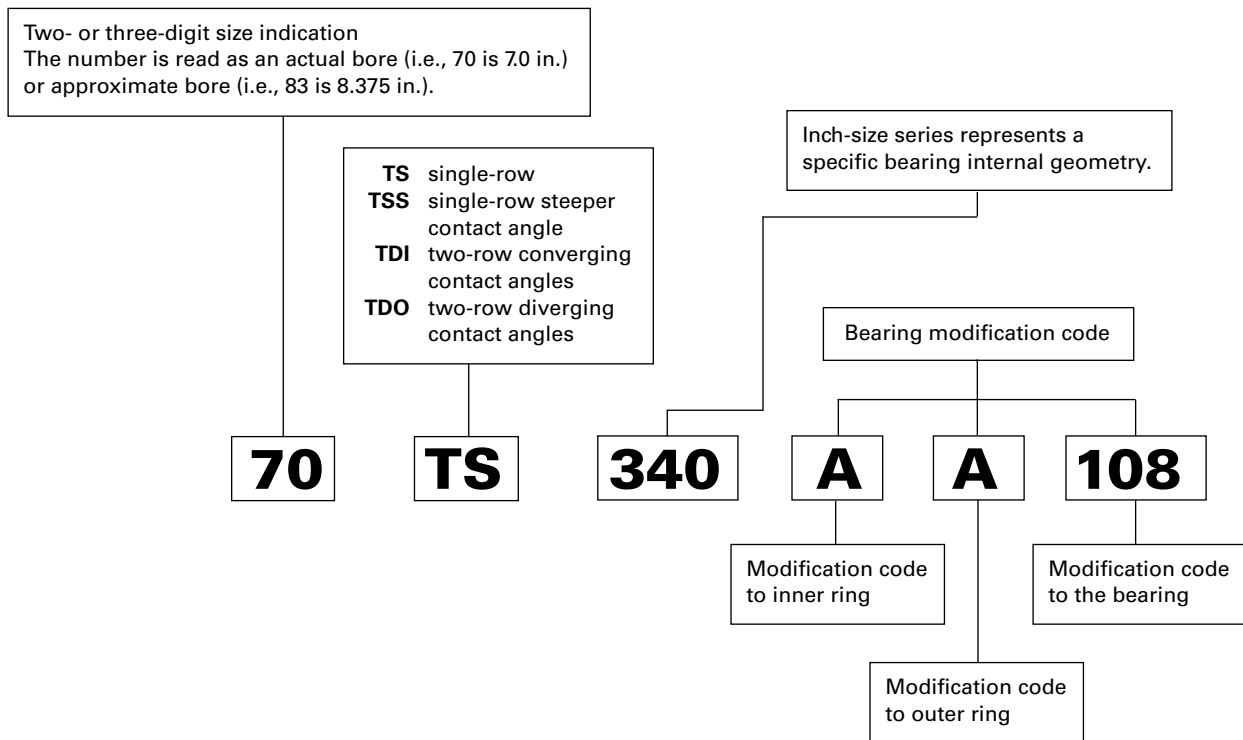 Two- or three-digit size indication
The number is read as an actual bore (i.e., 70 is 7.0 in.)
or approximate bore (i.e., 83 is 8.375 in.).
Inch-size series represents a
specific bearing internal geometry.
TS single-row
TSS single-row steeper
contact angle
TDI two-row converging
contact angles
TDO two-row diverging
contact angles
Bearing modification code
70 TS 340 A A 108
Modification code
to inner ring
Modification code
to the bearing
Modification code
to outer ring